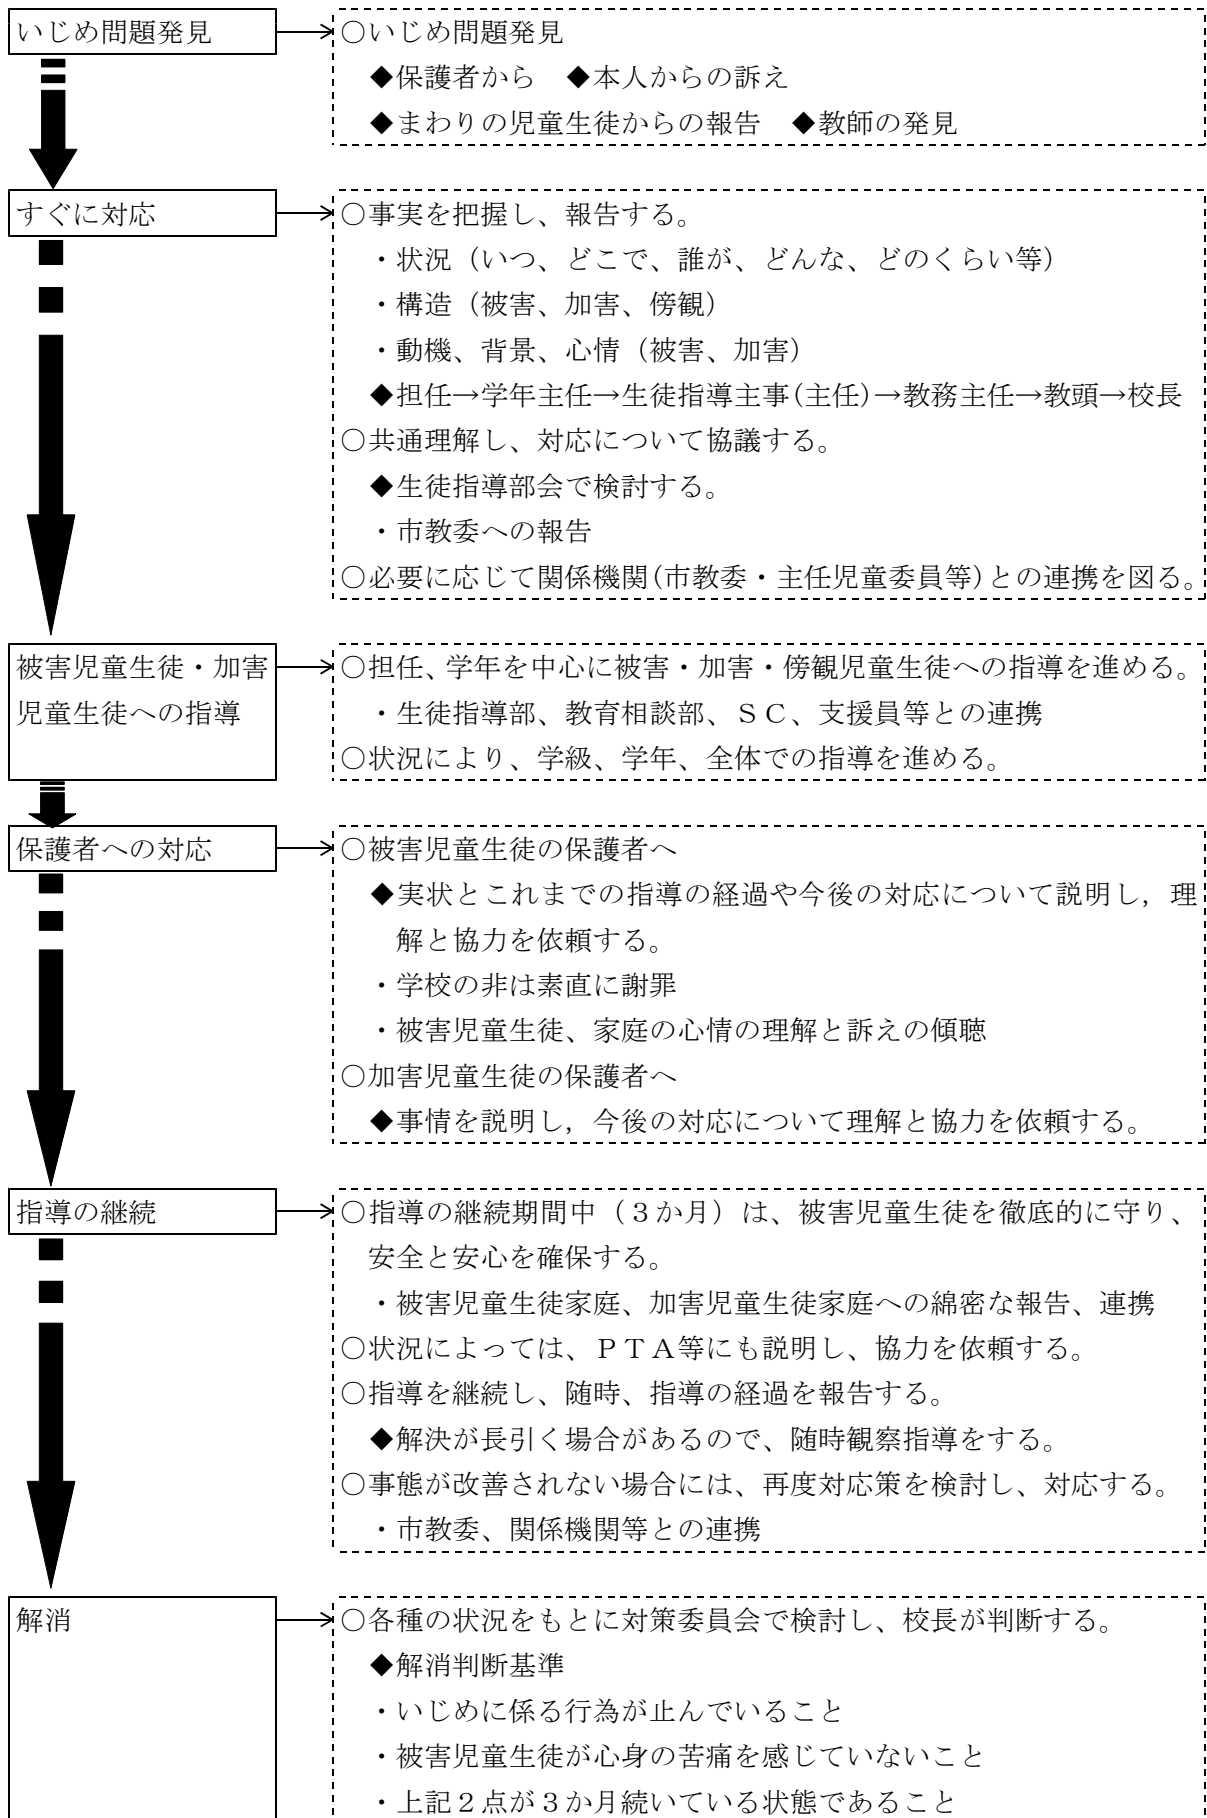 いじめ問題発見
○いじめ問題発見
◆保護者から　◆本人からの訴え
◆まわりの児童生徒からの報告　◆教師の発見
すぐに対応
○事実を把握し、報告する。
・状況（いつ、どこで、誰が、どんな、どのくらい等）
・構造（被害、加害、傍観）
・動機、背景、心情（被害、加害）
◆担任→学年主任→生徒指導主事(主任)→教務主任→教頭→校長
○共通理解し、対応について協議する。
◆生徒指導部会で検討する。
・市教委への報告
○必要に応じて関係機関(市教委・主任児童委員等)との連携を図る。
被害児童生徒・加害
児童生徒への指導
○担任、学年を中心に被害・加害・傍観児童生徒への指導を進める。
・生徒指導部、教育相談部、ＳＣ、支援員等との連携
○状況により、学級、学年、全体での指導を進める。
保護者への対応
○被害児童生徒の保護者へ
◆実状とこれまでの指導の経過や今後の対応について説明し，理
解と協力を依頼する。
・学校の非は素直に謝罪
・被害児童生徒、家庭の心情の理解と訴えの傾聴
○加害児童生徒の保護者へ
◆事情を説明し，今後の対応について理解と協力を依頼する。
指導の継続
○指導の継続期間中（３か月）は、被害児童生徒を徹底的に守り、
安全と安心を確保する。
・被害児童生徒家庭、加害児童生徒家庭への綿密な報告、連携
○状況によっては、ＰＴＡ等にも説明し、協力を依頼する。
○指導を継続し、随時、指導の経過を報告する。
◆解決が長引く場合があるので、随時観察指導をする。
○事態が改善されない場合には、再度対応策を検討し、対応する。
・市教委、関係機関等との連携
解消
○各種の状況をもとに対策委員会で検討し、校長が判断する。
◆解消判断基準
・いじめに係る行為が止んでいること
・被害児童生徒が心身の苦痛を感じていないこと
・上記２点が３か月続いている状態であること